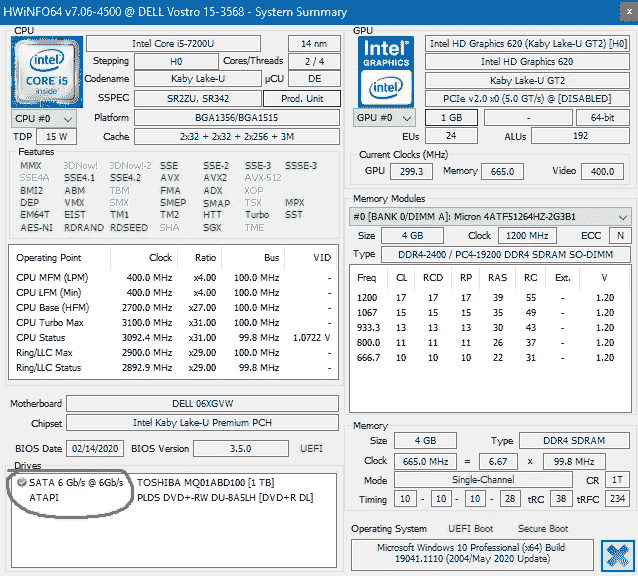 HWiNFO64 v7.06-4500 @ DELL Vostro 15-3568 - System Summary
CPU
intel
CORE i5
inside
Intel Core i5-7200U 14 nm
Stepping H0 Cores/Threads 2 / 4
Codename Kaby Lake-U µCU DE
SSPEC SR2ZU, SR342 Prod. Unit
CPU #0 Platform BGA1356/BGA1515
TDP 15 W Cache 2x32 + 2x32 + 2x256 + 3M
Features
MMX 3DNow! 3DNow!-2 SSE SSE-2 SSE-3 SSSE-3
SSE4A SSE4.1 SSE4.2 AVX AVX2 AVX-512
BMI2 ABM TBM FMA ADX XOP
DEP VMX SMX SMEP SMAP TSX MPX
EM64T EIST TM1 TM2 HTT Turbo SST
AES-NI RDRAND RDSEED SHA SGX TME
Operating Point Clock Ratio Bus VID
CPU MFM (LPM) 400.0 MHz x4.00 100.0 MHz -
CPU LFM (Min) 400.0 MHz x4.00 100.0 MHz -
CPU Base (HFM) 2700.0 MHz x27.00 100.0 MHz -
CPU Turbo Max 3100.0 MHz x31.00 100.0 MHz -
CPU Status 3092.4 MHz x31.00 99.8 MHz 1.0722 V
Ring/LLC Max 2900.0 MHz x29.00 100.0 MHz -
Ring/LLC Status 2892.9 MHz x29.00 99.8 MHz -
Motherboard DELL 06XGVW
Chipset Intel Kaby Lake-U Premium PCH
BIOS Date 02/14/2020 BIOS Version 3.5.0 UEFI
Drives
SATA 6 Gb/s @ 6Gb/s TOSHIBA MQ01ABD100 [1 TB]
ATAPI PLDS DVD+-RW DU-8A5LH [DVD+R DL]
GPU
Intel
GRAPHICS
intel
Intel HD Graphics 620 (Kaby Lake-U GT2) [H0]
Intel HD Graphics 620
Kaby Lake GT2
PCIe v2.0 x0 (5.0 GT/s) @ [DISABLED]
GPU #0 1 GB - 64-bit
EUs 24 ALUs 192
Current Clocks (MHz)
GPU 299.3 Memory 665.0 Video 400.0
Memory Modules
#0 [BANK 0/DIMM A]: Micron 4ATF51264HZ-2G3B1
Size 4 GB Clock 1200 MHz ECC N
Type DDR4-2400 / PC4-19200 DDR4 SDRAM SO-DIMM
Freq CL RCD RP RAS RC Ext. V
1200 17 17 17 39 55 - 1.20
1067 15 15 15 35 49 - 1.20
933.3 13 13 13 30 43 - 1.20
800.0 11 11 11 26 37 - 1.20
666.7 10 10 10 22 31 - 1.20
Memory
Size 4 GB Type DDR4 SDRAM
Clock 665.0 MHz = 6.67 x 99.8 MHz
Mode Single-Channel CR 1T
Timing 10 - 10 - 10 - 28 tRC 38 tRFC 234
Operating System UEFI Boot Secure Boot
Microsoft Windows 10 Professional (x64) Build
19041.1110 (2004/May 2020 Update)